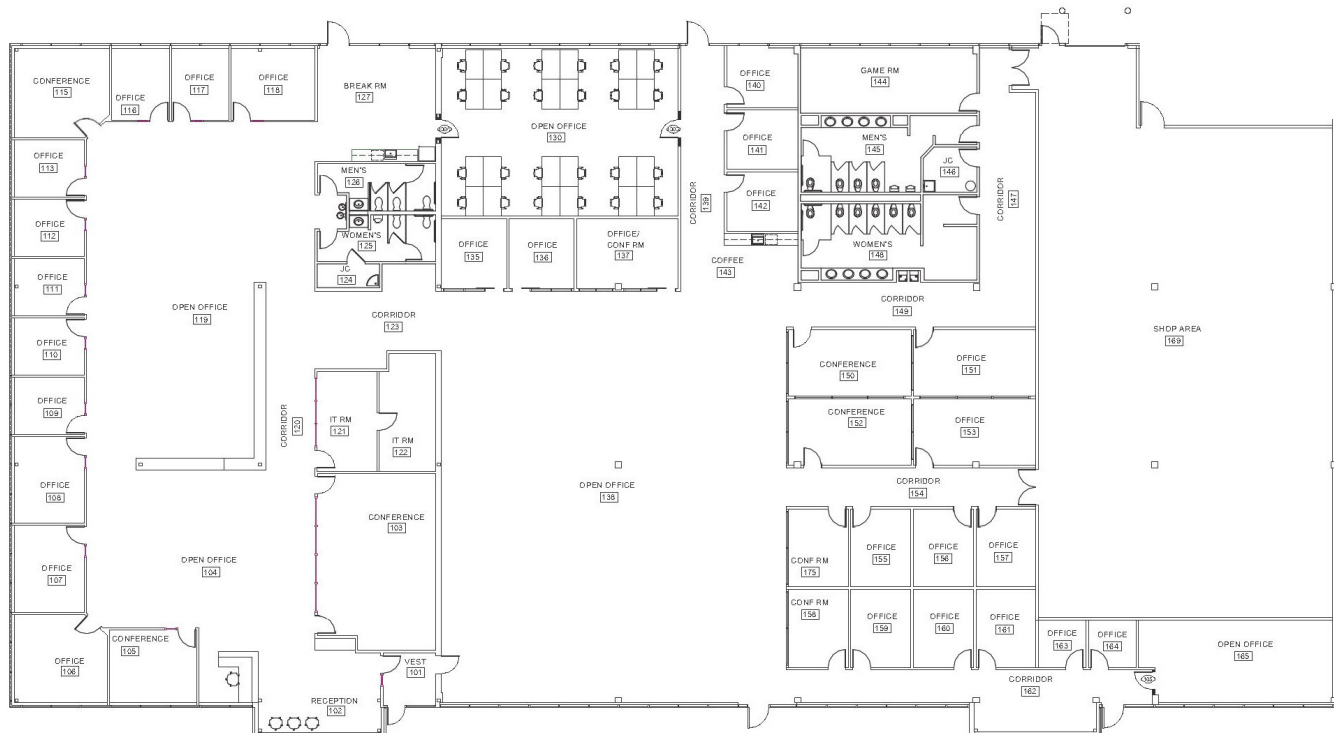 CONFERENCE
115
OFFICE
116
OFFICE
117
OFFICE
118
BREAK RM
127
OPEN OFFICE
130
OFFICE
140
GAME RM
144
OFFICE
113
MEN'S
126
OFFICE
141
MEN'S
145
JC
146
OFFICE
112
WOMEN'S
125
OFFICE
135
OFFICE
136
OFFICE/
CONF RM
137
CORRIDOR
139
OFFICE
142
CORRIDOR
147
WOMEN'S
148
COFFEE
143
JC
124
OFFICE
111
OPEN OFFICE
119
CORRIDOR
123
CORRIDOR
149
SHOP AREA
169
OFFICE
110
CONFERENCE
150
OFFICE
151
OFFICE
109
CORRIDOR
120
IT RM
121
IT RM
122
CONFERENCE
152
OFFICE
153
OFFICE
108
CONFERENCE
103
OPEN OFFICE
138
CORRIDOR
154
OFFICE
107
OPEN OFFICE
104
CONF RM
175
OFFICE
155
OFFICE
156
OFFICE
157
CONF RM
158
OFFICE
159
OFFICE
160
OFFICE
161
OFFICE
106
CONFERENCE
105
RECEPTION
102
VEST
101
OFFICE
163
OFFICE
164
OPEN OFFICE
165
CORRIDOR
162